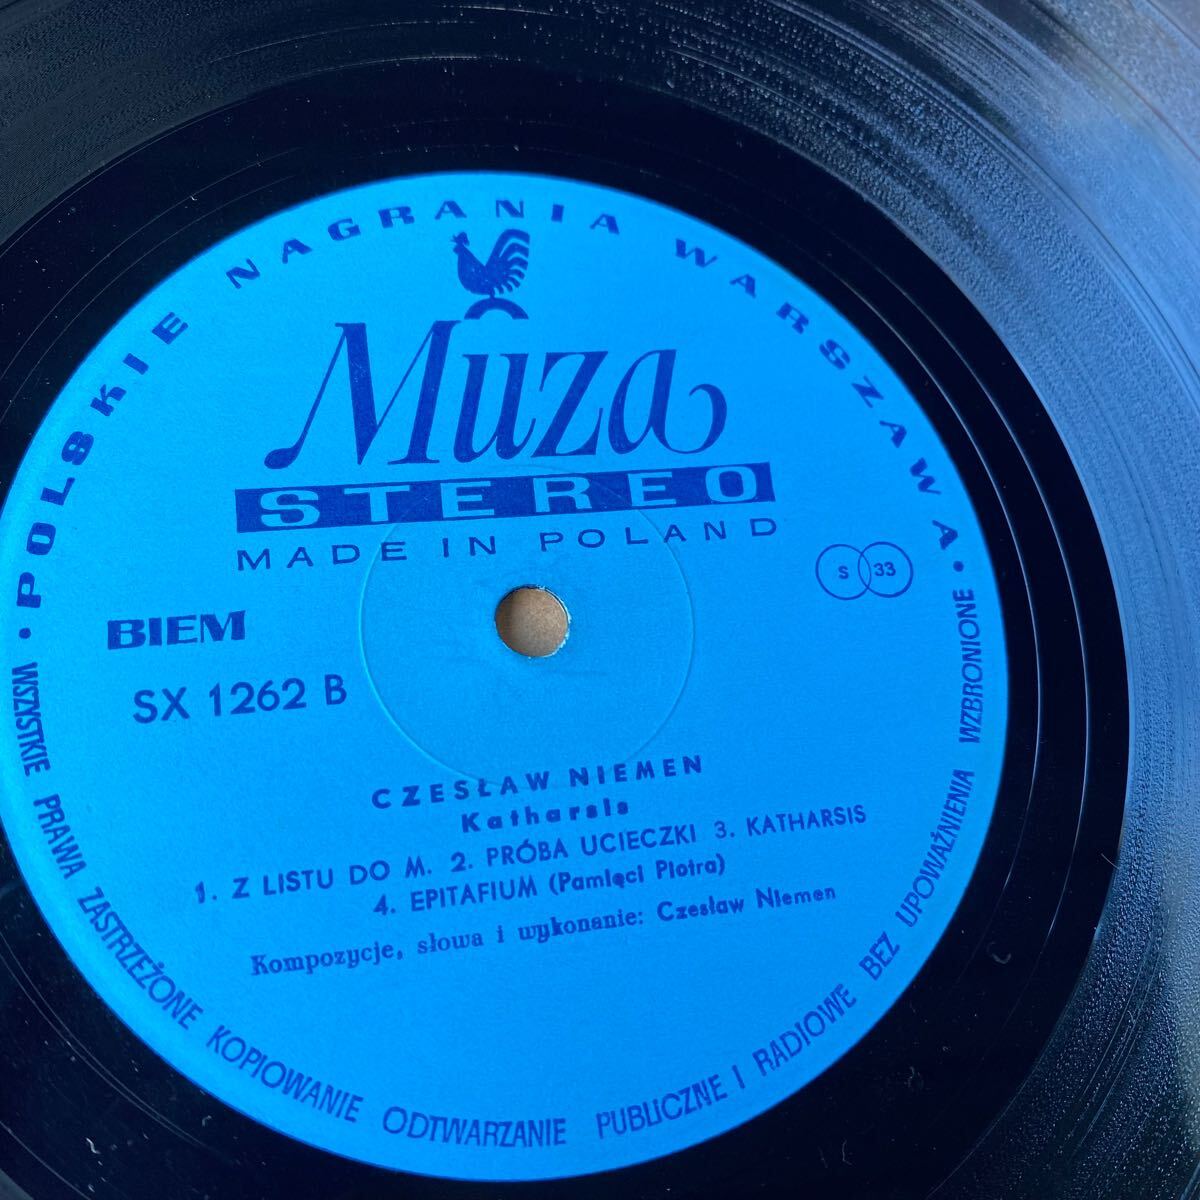 • POLSKIE NAGRANIA WARSZAWA •
Muza
STEREO
MADE IN POLAND
S 33
BIEM
SX 1262 B
CZESŁAW NIEMEN
Katharsis
1. Z LISTU DO M. 2. PRÓBA UCIECZKI 3. KATHARSIS
4. EPITAFIUM (Pamięci Piotra)
Kompozycje, słowa i wykonanie: Czesław Niemen
WSZYSTKIE PRAWA ZASTRZEŻONE KOPIOWANIE ODTWARZANIE PUBLICZNE I RADIOWE BEZ UPOWAŻNIENIA WZBRONIONE